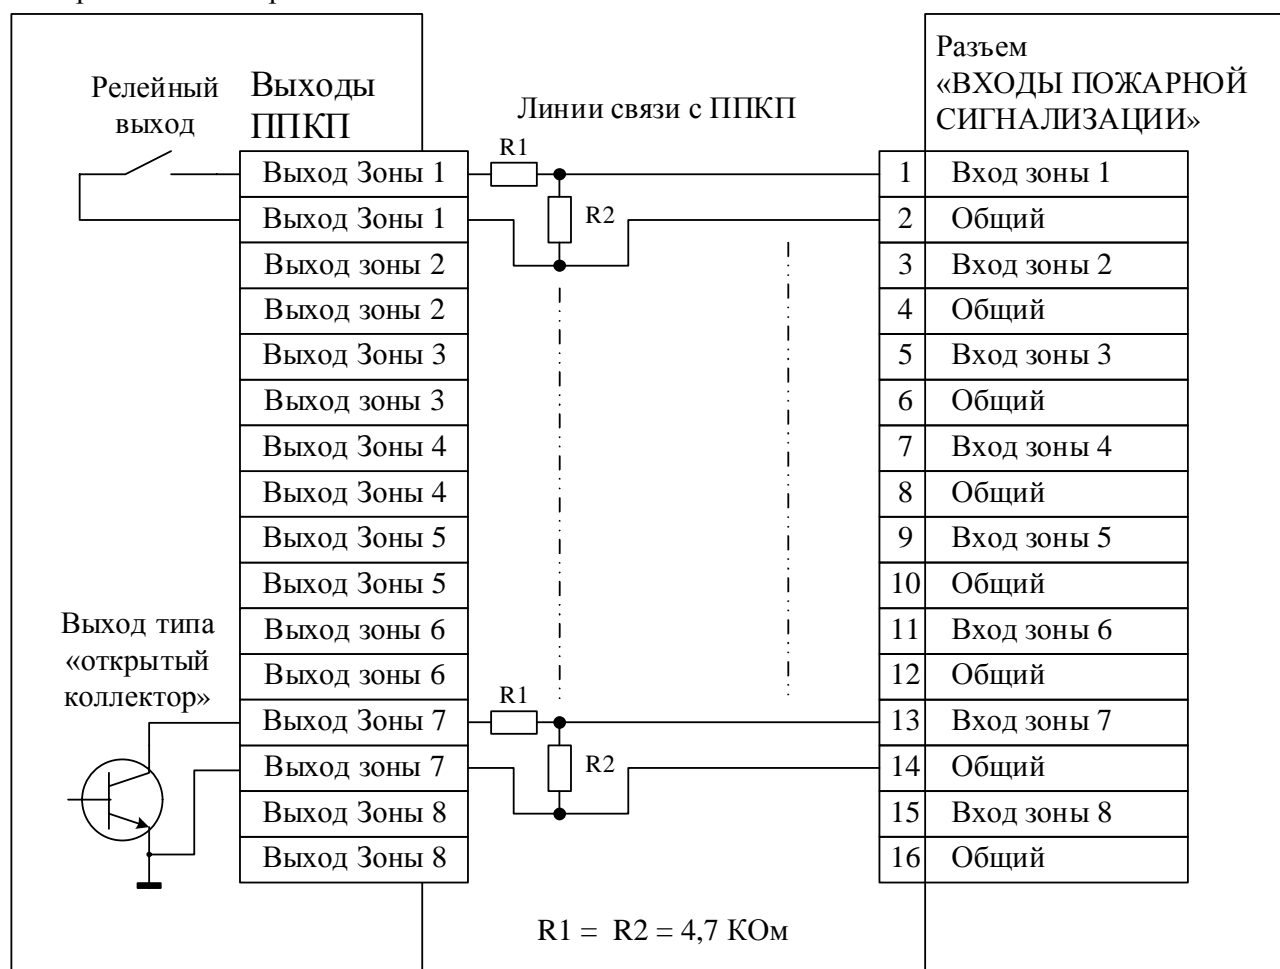 Релейный
выход
Выходы
ППКП
Линии связи с ППКП
Разъем
«ВХОДЫ ПОЖАРНОЙ
СИГНАЛИЗАЦИИ»
R1
Выход Зоны 1
1 Вход зоны 1
Выход Зоны 1
R2
2 Общий
Выход зоны 2
3 Вход зоны 2
Выход зоны 2
4 Общий
Выход Зоны 3
5 Вход зоны 3
Выход зоны 3
6 Общий
Выход Зоны 4
7 Вход зоны 4
Выход Зоны 4
8 Общий
Выход Зоны 5
9 Вход зоны 5
Выход Зоны 5
10 Общий
Выход типа
«открытый
коллектор»
Выход зоны 6
11 Вход зоны 6
Выход зоны 6
12 Общий
R1
Выход Зоны 7
13 Вход зоны 7
Выход зоны 7
R2
14 Общий
Выход Зоны 8
15 Вход зоны 8
Выход Зоны 8
16 Общий
R1 = R2 = 4,7 КОм